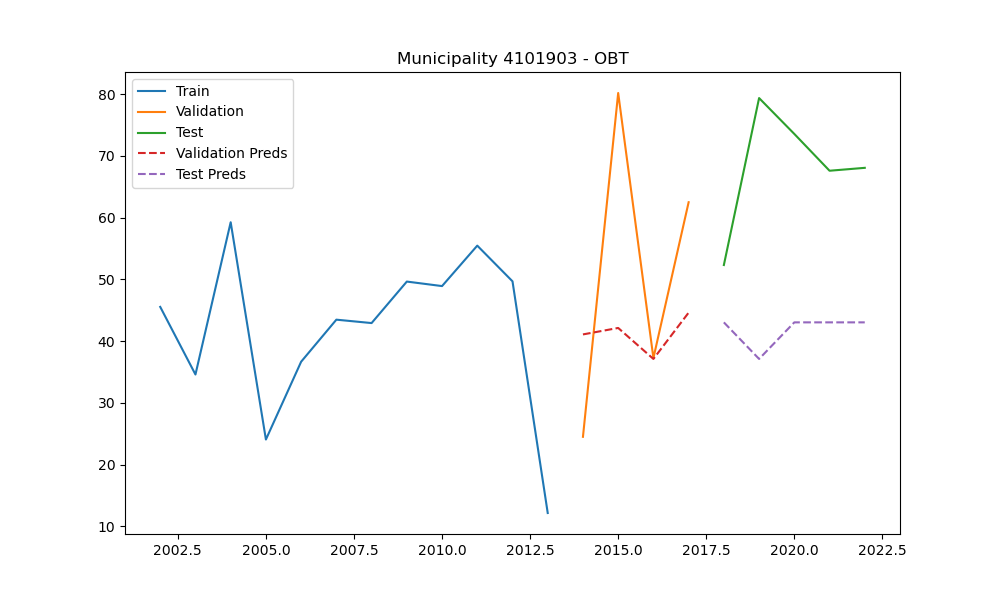 Municipality 4101903 - OBT
Train
Validation
Test
Validation Preds
Test Preds
80
70
60
50
40
30
20
10
2002.5 2005.0 2007.5 2010.0 2012.5 2015.0 2017.5 2020.0 2022.5